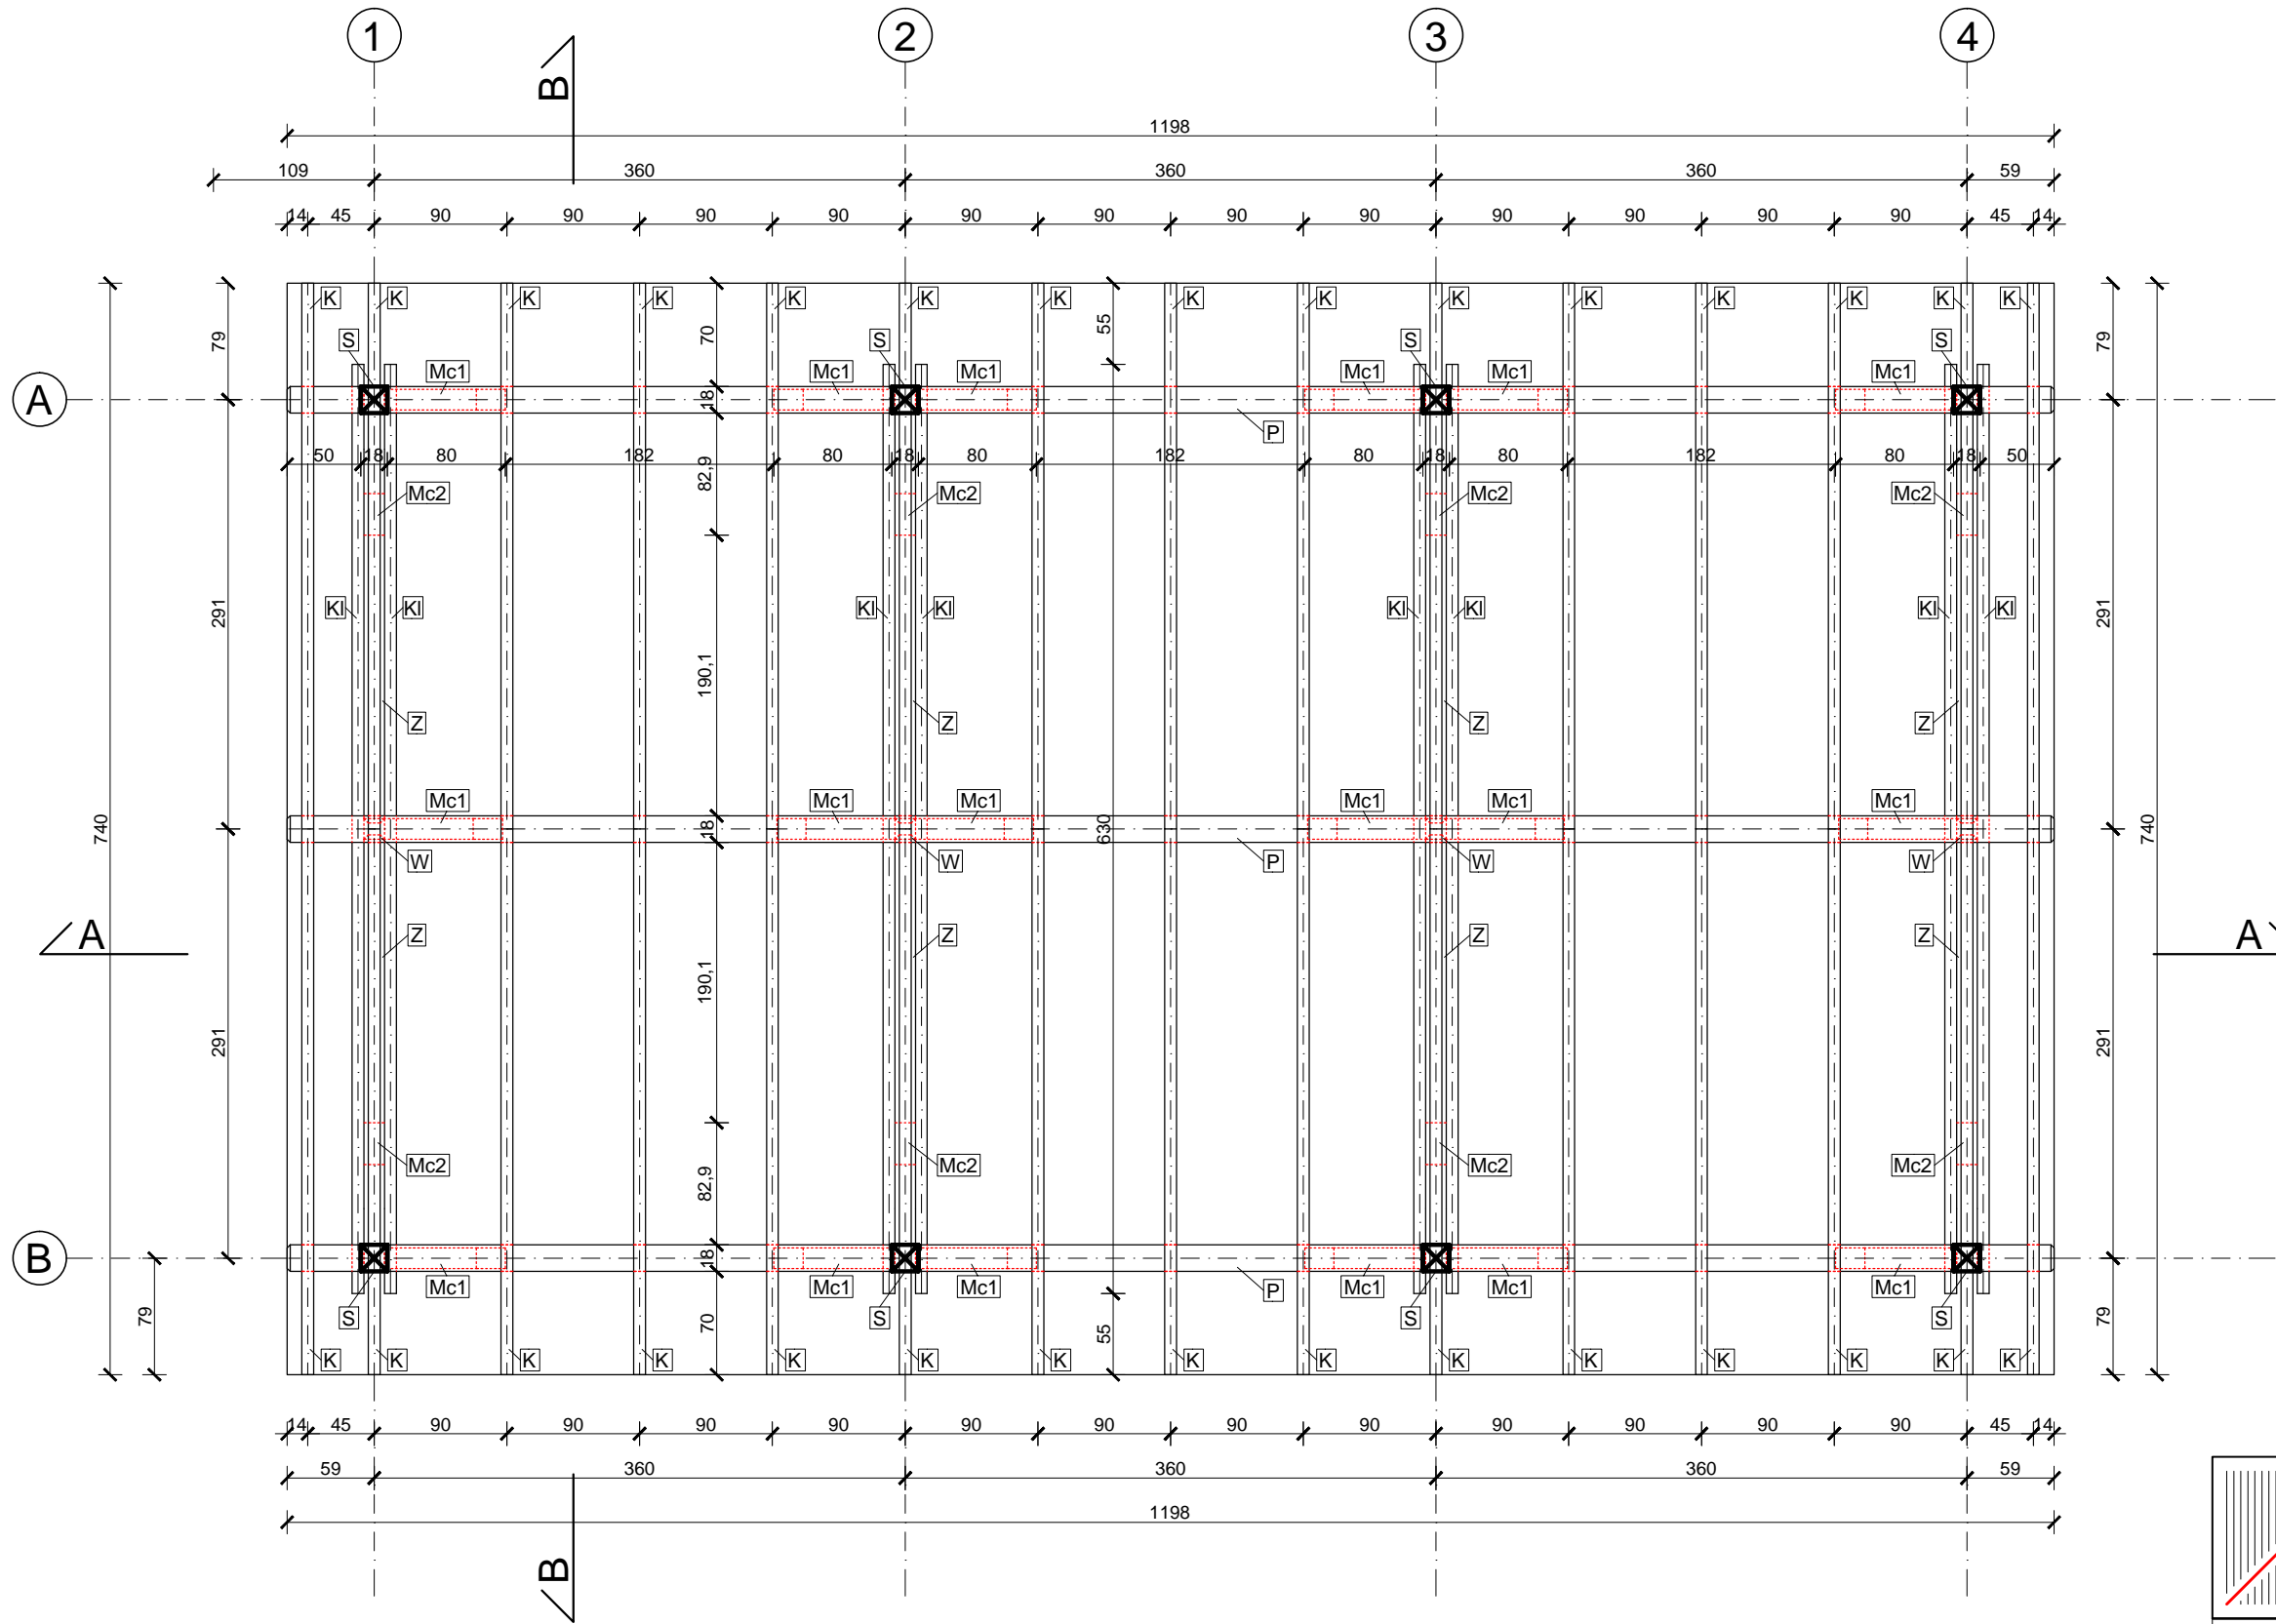 1 2 3 4
B
1198
109 360 360 360 59
14 45 90 90 90 90 90 90 90 90 90 90 90 90 45 14
K K K K K K K K K K K K K K K
79 70 55 79
S S S S
Mc1 Mc1 Mc1 Mc1 Mc1 Mc1
A
18
P
50 18 80 182 80 18 80 182 80 18 80 182 80 18 50
82,9
Mc2 Mc2 Mc2 Mc2
Kl Kl Kl Kl Kl Kl Kl Kl
291 291
190,1
Z Z Z Z
Mc1 Mc1 Mc1 Mc1 Mc1 Mc1
740 18 630 740
W W P W W
A Z Z Z Z A
190,1
291 291
Mc2 Mc2 Mc2 Mc2
82,9
B
18
Mc1 Mc1 Mc1 Mc1 P Mc1 Mc1
S S S S
79 70 55 79
K K K K K K K K K K K K K K K
14 45 90 90 90 90 90 90 90 90 90 90 90 90 45 14
59 360 360 360 59
1198
B